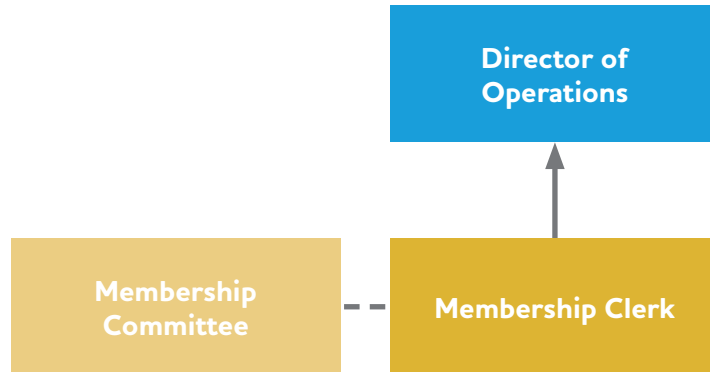 Director of
Operations
Membership
Committee
Membership Clerk